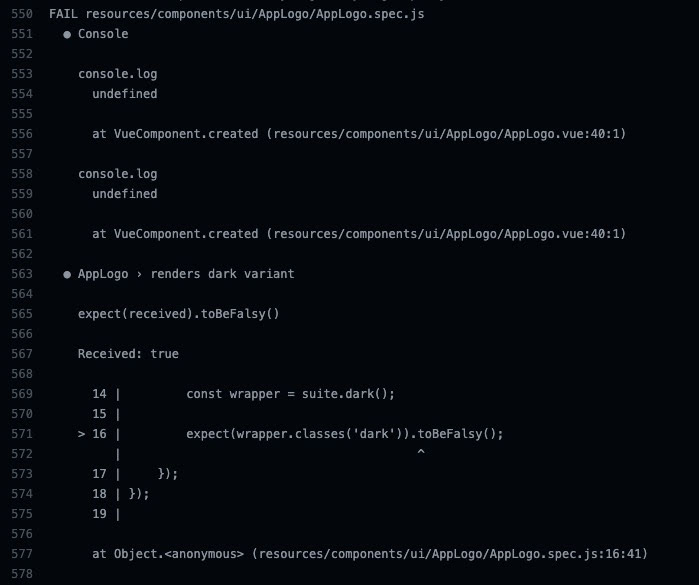 550 FAIL resources/components/ui/AppLogo/AppLogo.spec.js
551 ● Console
552
553 console.log
554 undefined
555
556 at VueComponent.created (resources/components/ui/AppLogo/AppLogo.vue:40:1)
557
558 console.log
559 undefined
560
561 at VueComponent.created (resources/components/ui/AppLogo/AppLogo.vue:40:1)
562
563 ● AppLogo › renders dark variant
564
565 expect(received).toBeFalsy()
566
567 Received: true
568
569 14 | const wrapper = suite.dark();
570 15 |
571 > 16 | expect(wrapper.classes('dark')).toBeFalsy();
572 | ^
573 17 | });
574 18 | });
575 19 |
576
577 at Object.<anonymous> (resources/components/ui/AppLogo/AppLogo.spec.js:16:41)
578